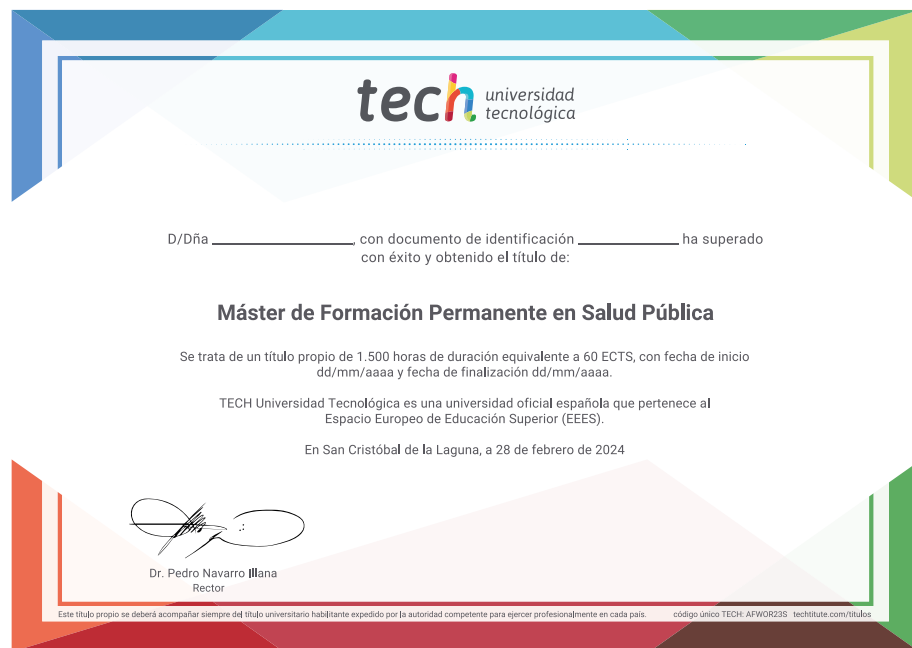 tech universidad
tecnológica
D/Dña ____________________, con documento de identificación ______________ ha superado
con éxito y obtenido el título de:
Máster de Formación Permanente en Salud Pública
Se trata de un título propio de 1.500 horas de duración equivalente a 60 ECTS, con fecha de inicio
dd/mm/aaaa y fecha de finalización dd/mm/aaaa.
TECH Universidad Tecnológica es una universidad oficial española que pertenece al
Espacio Europeo de Educación Superior (EEES).
En San Cristóbal de la Laguna, a 28 de febrero de 2024
Dr. Pedro Navarro Illana
Rector
Este título propio se deberá acompañar siempre del título universitario habilitante expedido por la autoridad competente para ejercer profesionalmente en cada país. código único TECH: AFWOR23S techtitute.com/titulos